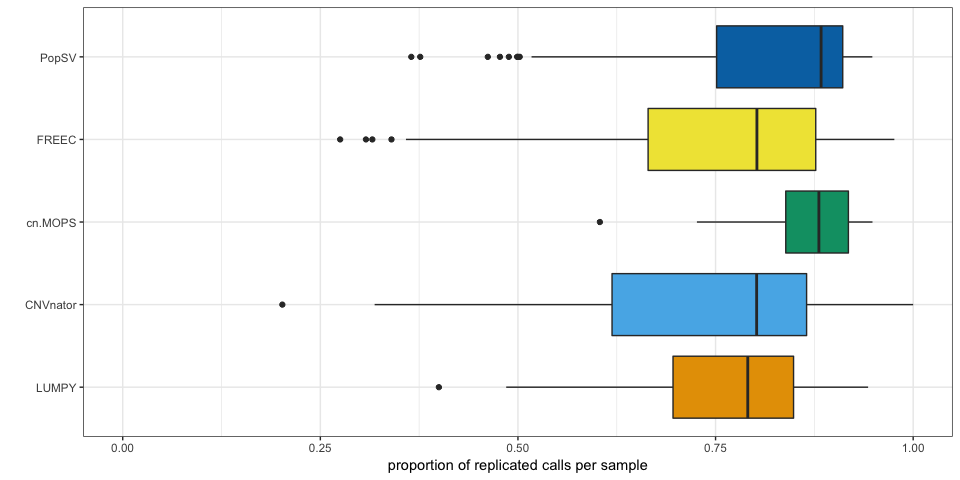 PopSV
FREEC
cn.MOPS
CNVnator
LUMPY
0.00 0.25 0.50 0.75 1.00
proportion of replicated calls per sample